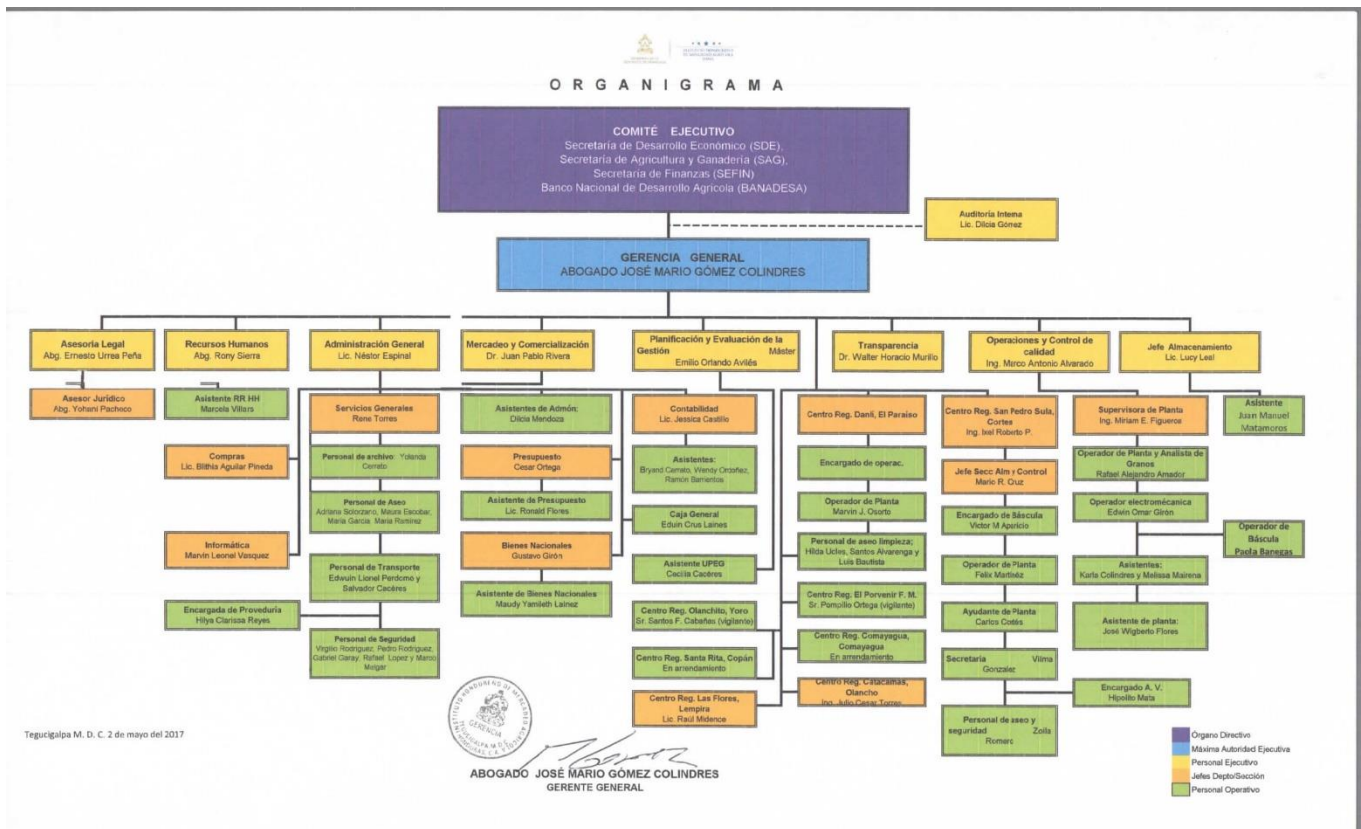 ORGANIGRAMA
COMITÉ EJECUTIVO
Secretaría de Desarrollo Económico (SDE),
Secretaría de Agricultura y Ganadería (SAG),
Secretaría de Finanzas (SEFIN)
Banco Nacional de Desarrollo Agrícola (BANADESA)
Auditoría Interna
Lic. Dilcia Gómez
GERENCIA GENERAL
ABOGADO JOSÉ MARIO GÓMEZ COLINDRES
Asesoría Legal
Abg. Ernesto Urrea Peña
Recursos Humanos
Abg. Rony Sierra
Administración General
Lic. Néstor Espinal
Mercadeo y Comercialización
Dr. Juan Pablo Rivera
Planificación y Evaluación de la
Gestión Máster
Emilio Orlando Avilés
Transparencia
Dr. Walter Horacio Murillo
Operaciones y Control de
calidad
Ing. Marco Antonio Alvarado
Jefe Almacenamiento
Lic. Lucy Leal
Asesor Jurídico
Abg. Yohani Pacheco
Asistente RR HH
Marcela Villars
Servicios Generales
Rene Torres
Asistentes de Admón;
Dilcia Mendoza
Contabilidad
Lic. Jessica Castillo
Centro Reg. Danlí, El Paraíso
Centro Reg. San Pedro Sula,
Cortes
Ing. Ixel Roberto P.
Supervisora de Planta
Ing. Miriam E. Figueroa
Asistente
Juan Manuel
Matamoros
Compras
Lic. Blithia Aguilar Pineda
Personal de archivo: Yolanda
Cerrato
Presupuesto
Cesar Ortega
Asistentes:
Bryard Cerrato, Wendy Ordoñez,
Ramón Barrientos
Encargado de operac.
Jefe Secc Alm y Control
Mario R. Cruz
Operador de Planta y Analista de
Granos
Rafael Alejandro Amador
Personal de Aseo
Adriana Solorzano, Maura Escobar,
Maria Garcia Maria Ramirez
Asistente de Presupuesto
Lic. Ronald Flores
Caja General
Eduin Crus Laines
Operador de Planta
Marvin J. Osorto
Encargado de Báscula
Victor M Aparicio
Operador electromécanica
Edwin Omar Girón
Informática
Marvin Leonel Vasquez
Personal de Transporte
Edwuin Lionel Perdomo y
Salvador Cacéres
Bienes Nacionales
Gustavo Girón
Asistente UPEG
Cecilia Cacéres
Personal de aseo limpieza;
Hilda Ucles, Santos Alvarenga y
Luis Bautista
Operador de Planta
Felix Martinéz
Asistentes:
Karla Colindres y Melissa Mairena
Operador de
Báscula
Paola Banegas
Encargada de Proveduria
Hilya Clarissa Reyes
Personal de Seguridad
Virgilio Rodriguez, Pedro Rodriguez,
Gabriel Garay, Rafael Lopez y Marco
Melgar
Asistente de Bienes Nacionales
Maudy Yamileth Lainez
Centro Reg. Olanchito, Yoro
Sr. Santos F. Cabañas (vigilante)
Centro Reg. El Porvenir F. M.
Sr. Pompilio Ortega (vigilante)
Ayudante de Planta
Carlos Cortés
Asistente de planta:
José Wigberto Flores
Centro Reg. Santa Rita, Copán
En arrendamiento
Centro Reg. Comayagua,
Comayagua
En arrendamiento
Secretaria Vilma
Gonzalez
Centro Reg. Las Flores,
Lempira
Lic. Raúl Midence
Centro Reg. Catacamas,
Olancho
Ing. Julio Cesar Torres
Encargado A. V.
Hipolito Mata
Personal de aseo y
seguridad Zoila
Romero
INSTITUTO HONDUREÑO DE MERCADEO AGRICOLA
GERENCIA
TEGUCIGALPA M.D.C.
HONDURAS, C.A.
Tegucigalpa M. D. C. 2 de mayo del 2017
ABOGADO JOSÉ MARIO GÓMEZ COLINDRES
GERENTE GENERAL
Órgano Directivo
Máxima Autoridad Ejecutiva
Personal Ejecutivo
Jefes Depto/Sección
Personal Operativo